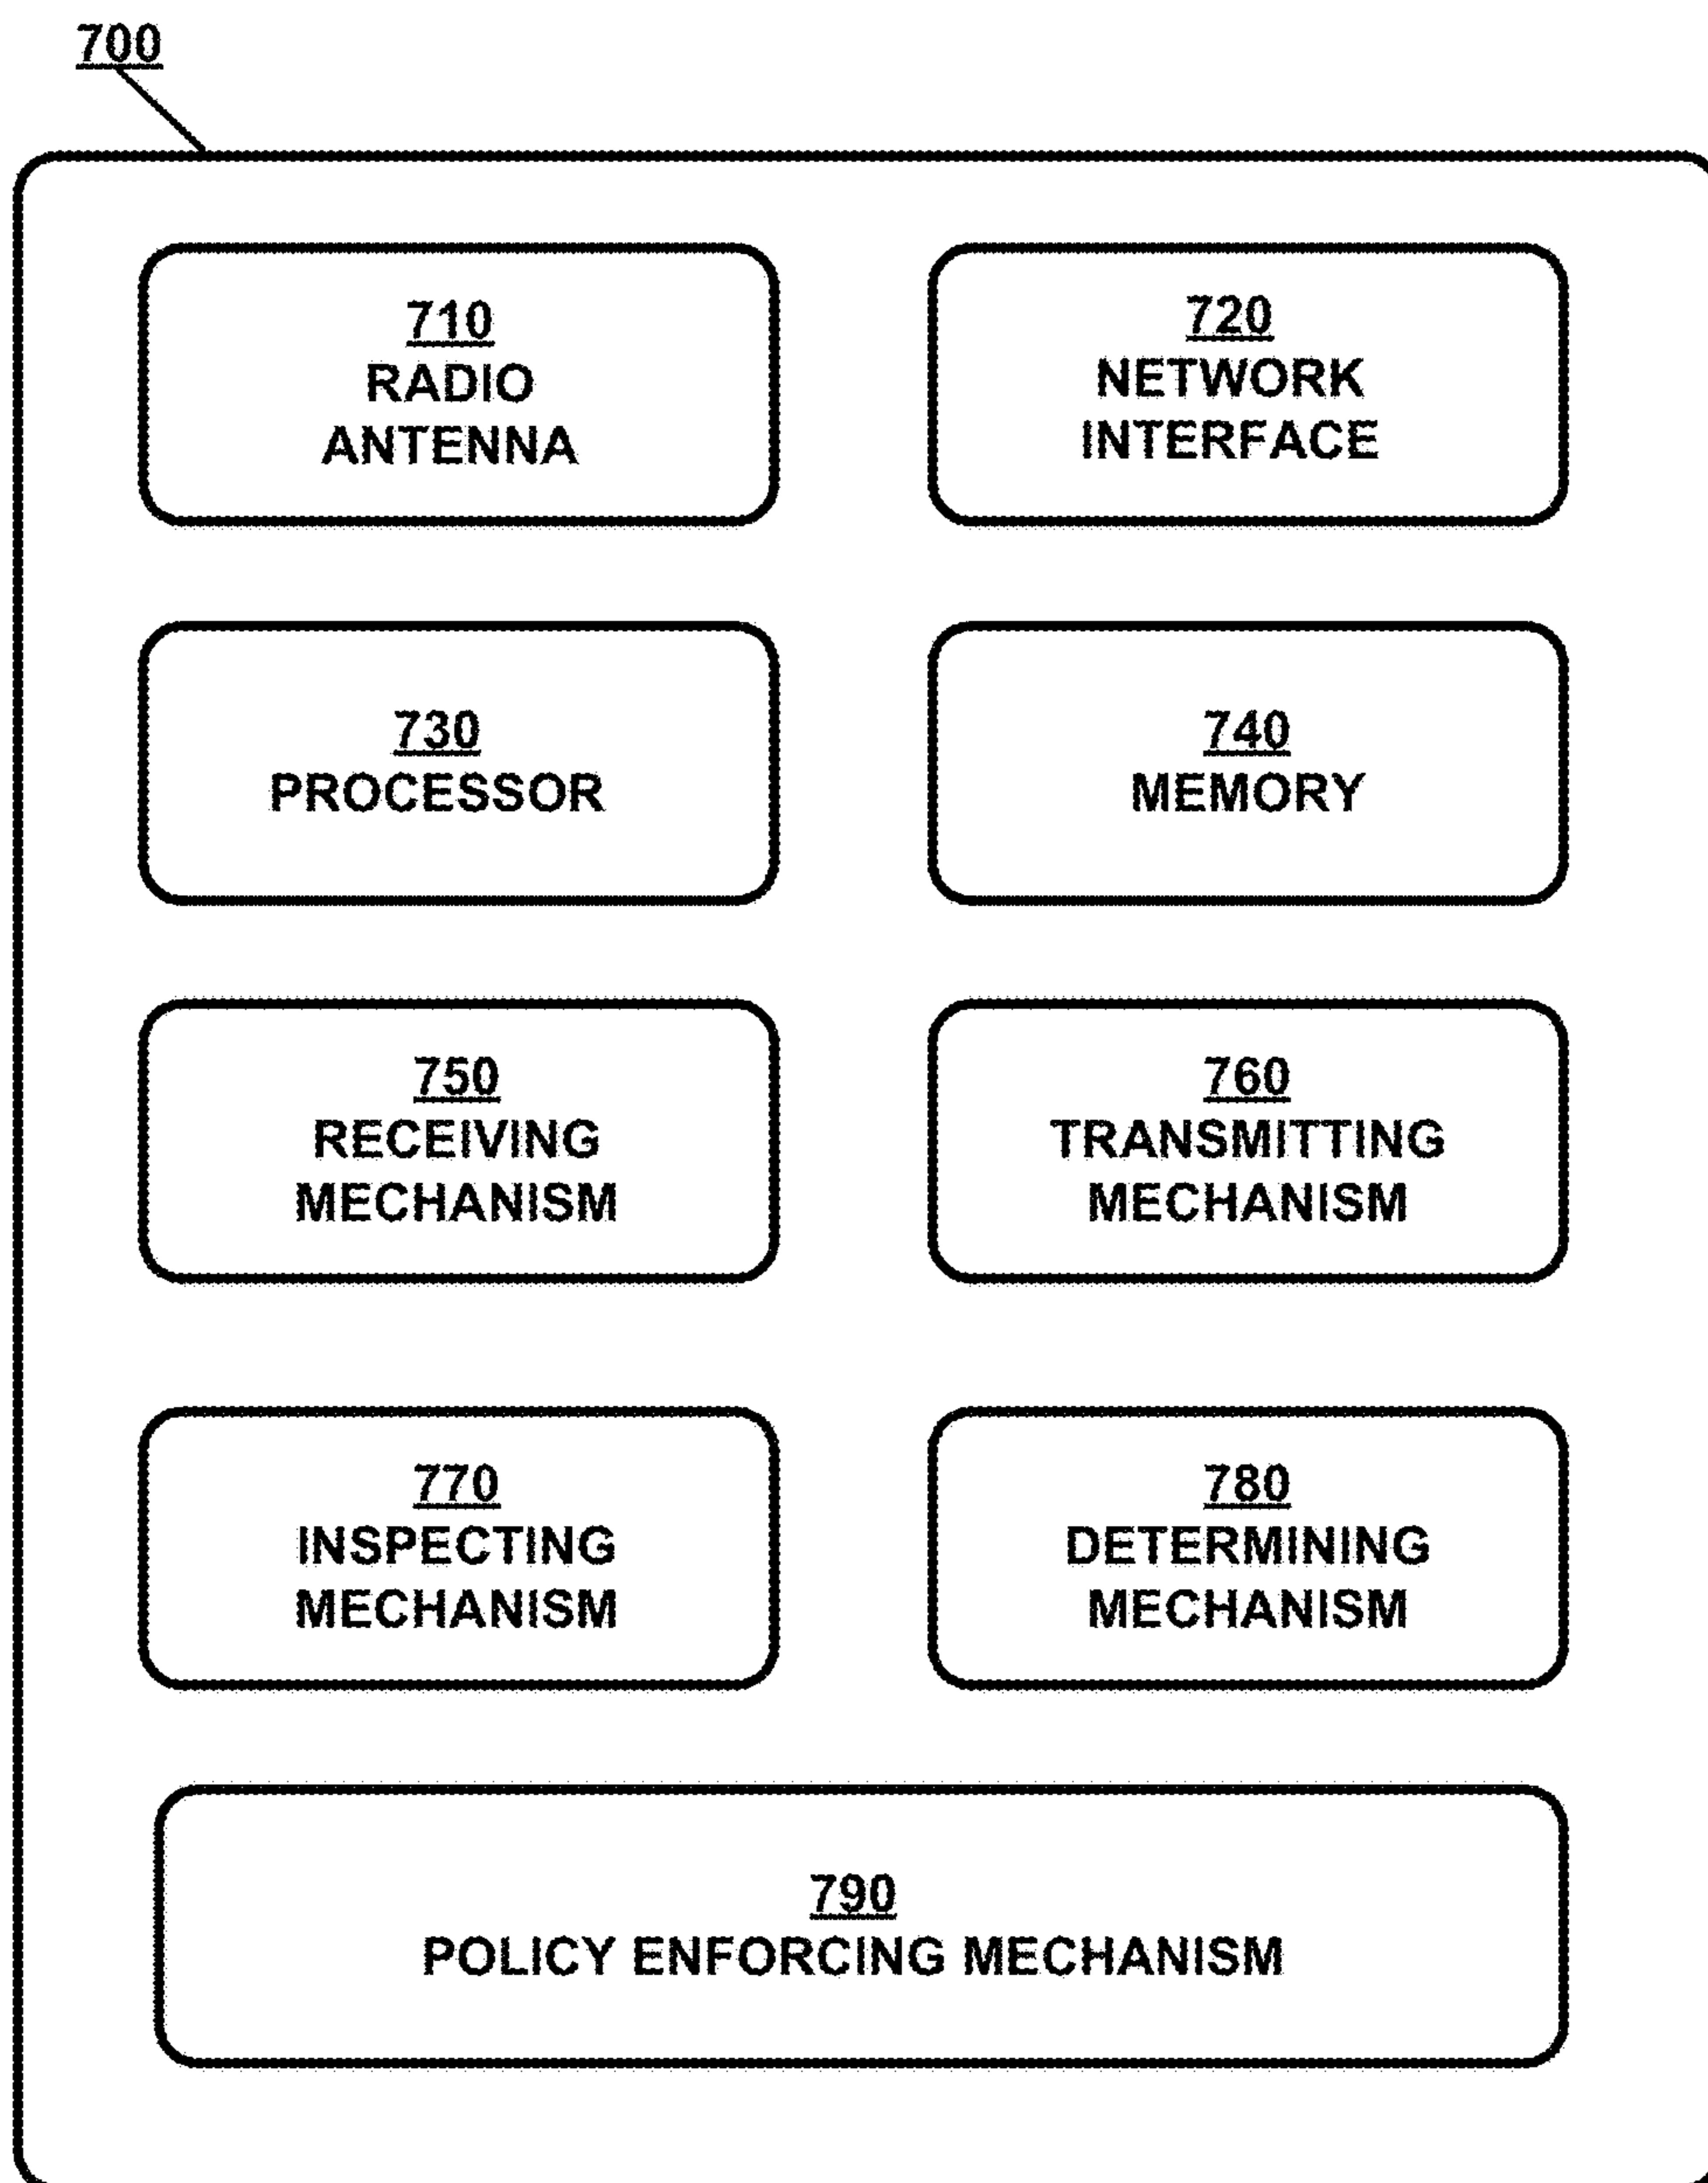 700
710
RADIO
ANTENNA
720
NETWORK
INTERFACE
730
PROCESSOR
740
MEMORY
750
RECEIVING
MECHANISM
760
TRANSMITTING
MECHANISM
770
INSPECTING
MECHANISM
780
DETERMINING
MECHANISM
790
POLICY ENFORCING MECHANISM